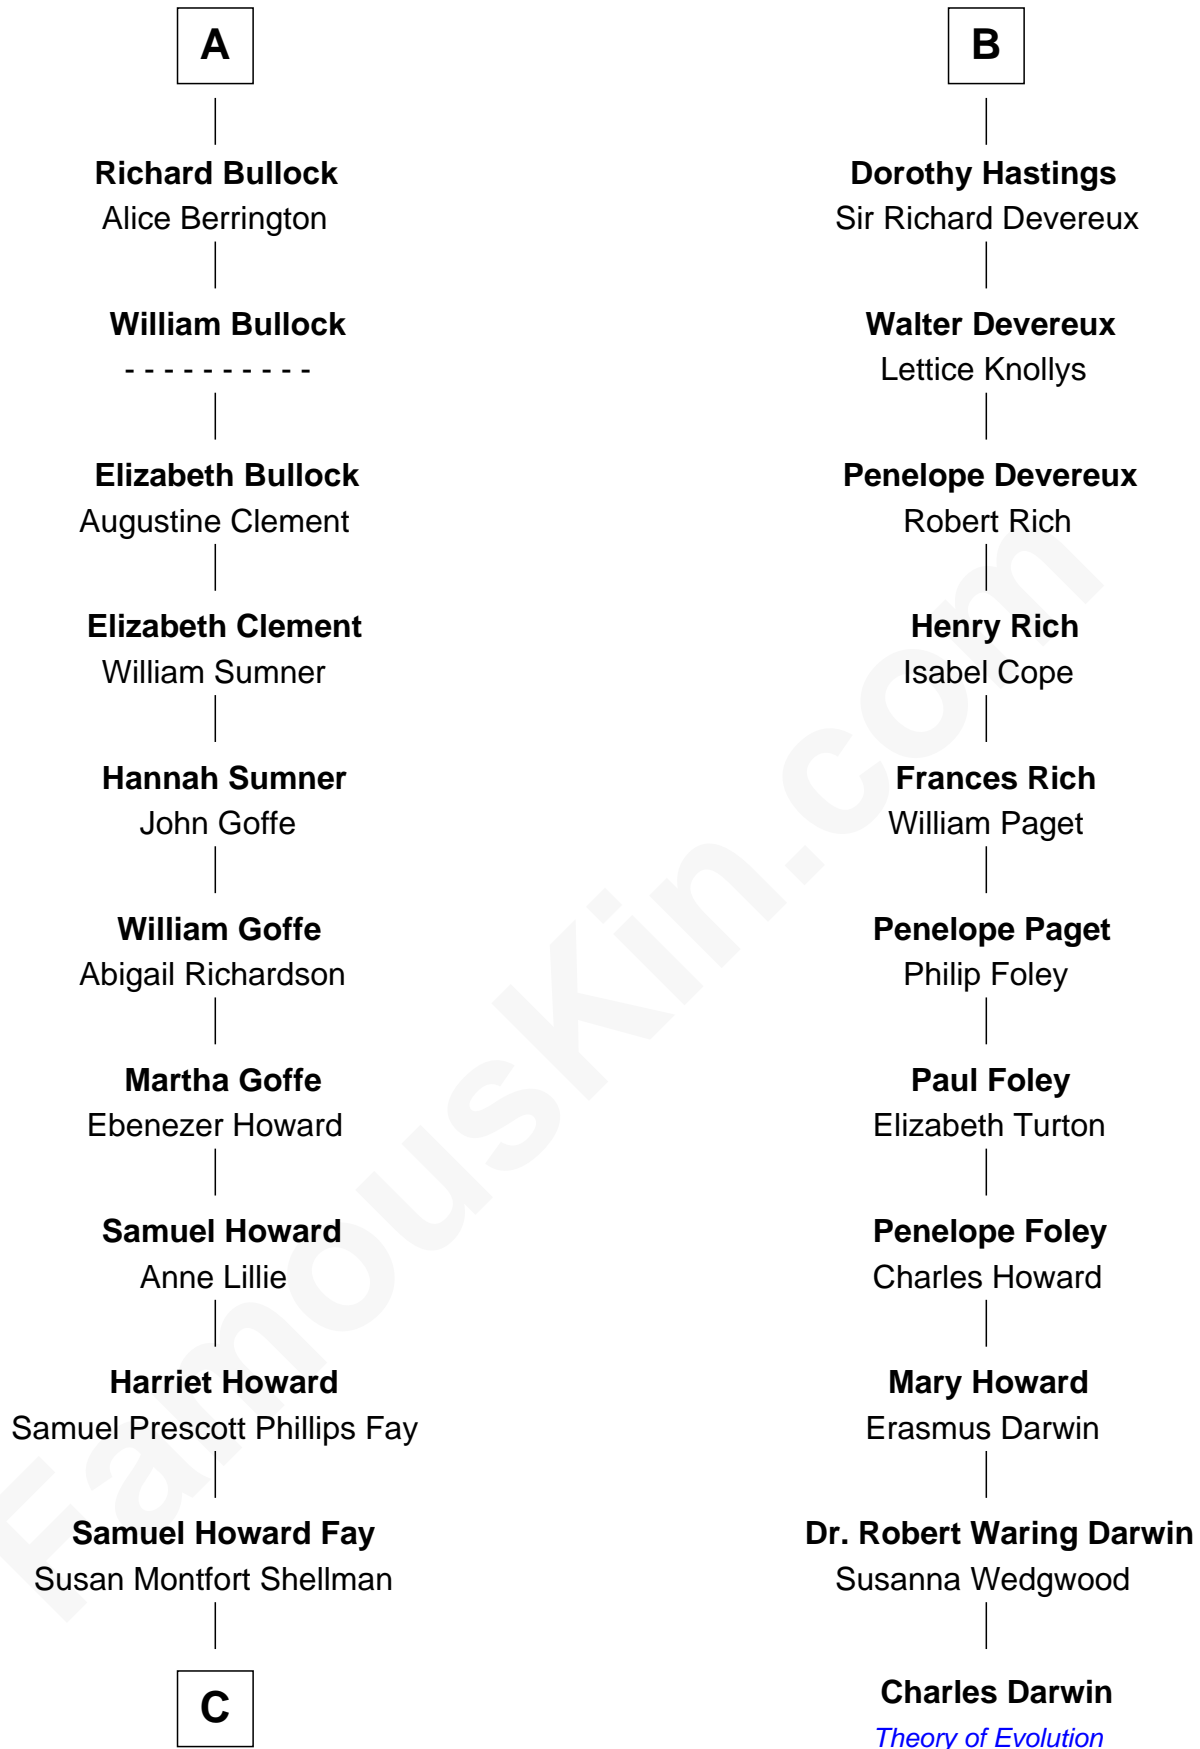 A
Richard Bullock
Alice Berrington
William Bullock
- - - - - - - - - -
Elizabeth Bullock
Augustine Clement
Elizabeth Clement
William Sumner
Hannah Sumner
John Goffe
William Goffe
Abigail Richardson
Martha Goffe
Ebenezer Howard
Samuel Howard
Anne Lillie
Harriet Howard
Samuel Prescott Phillips Fay
Samuel Howard Fay
Susan Montfort Shellman
C
B
Dorothy Hastings
Sir Richard Devereux
Walter Devereux
Lettice Knollys
Penelope Devereux
Robert Rich
Henry Rich
Isabel Cope
Frances Rich
William Paget
Penelope Paget
Philip Foley
Paul Foley
Elizabeth Turton
Penelope Foley
Charles Howard
Mary Howard
Erasmus Darwin
Dr. Robert Waring Darwin
Susanna Wedgwood
Charles Darwin
Theory of Evolution
FamousKin.com